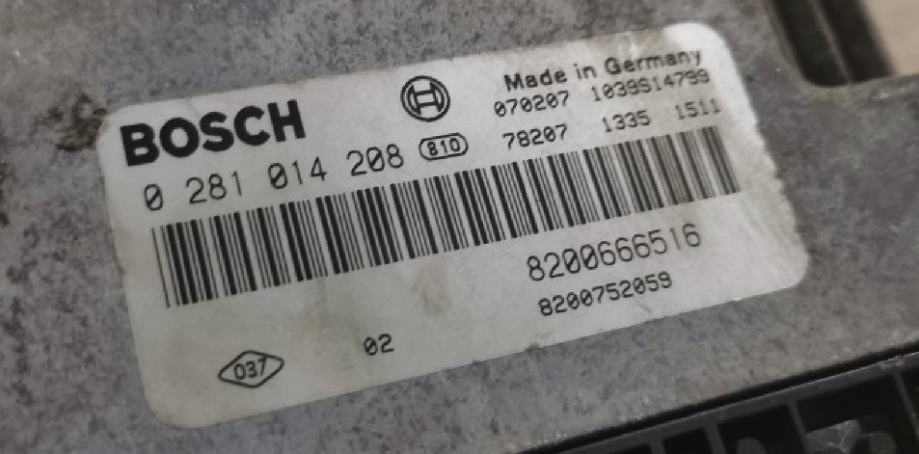 BOSCH
Made in Germany
070207 1039S14799
0 281 014 208 810 78207 1335 1511
8200666516
8200752059
037 02